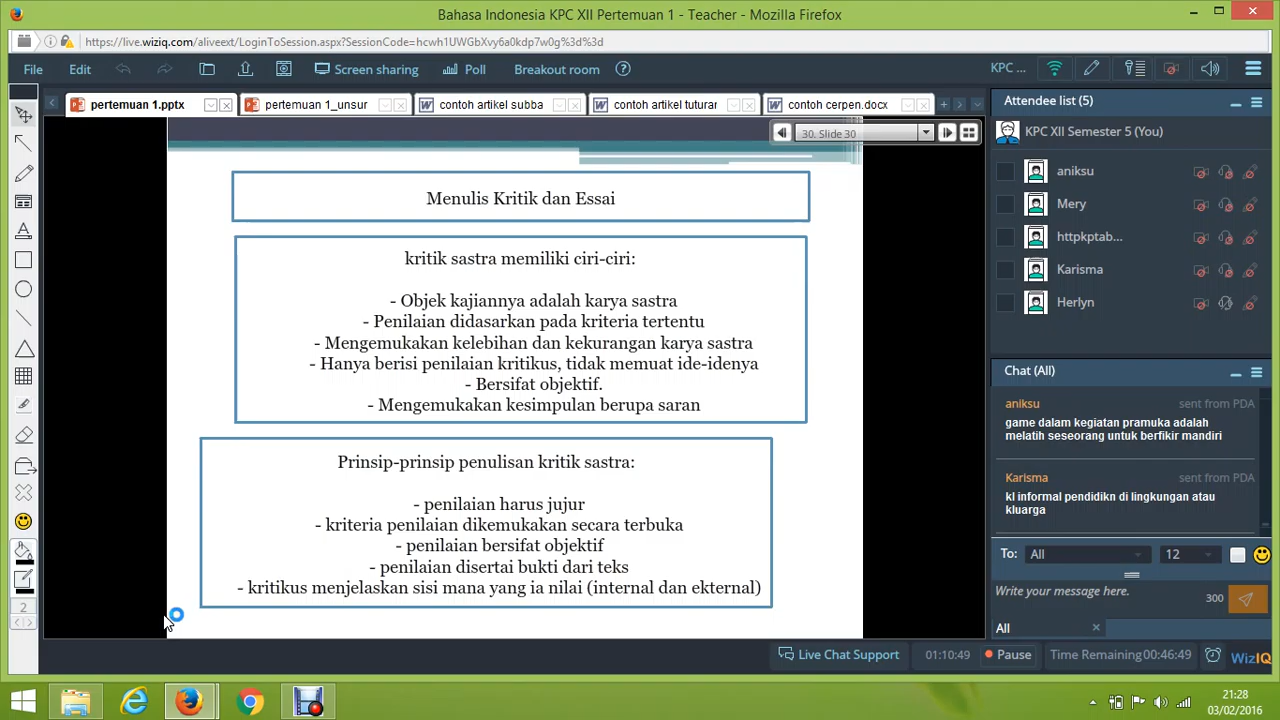 Bahasa Indonesia KPC XII Pertemuan 1 - Teacher - Mozilla Firefox
https://live.wiziq.com/aliveext/LoginToSession.aspx?SessionCode=hcwh1UWGbXvy6a0kdp7w0g%3d%3d
File Edit Screen sharing Poll Breakout room ? KPC ...
pertemuan 1.pptx
pertemuan 1_unsur
contoh artikel subba
contoh artikel tuturar
contoh cerpen.docx
30. Slide 30
Menulis Kritik dan Essai
kritik sastra memiliki ciri-ciri:
- Objek kajiannya adalah karya sastra
- Penilaian didasarkan pada kriteria tertentu
- Mengemukakan kelebihan dan kekurangan karya sastra
- Hanya berisi penilaian kritikus, tidak memuat ide-idenya
- Bersifat objektif.
- Mengemukakan kesimpulan berupa saran
Prinsip-prinsip penulisan kritik sastra:
- penilaian harus jujur
- kriteria penilaian dikemukakan secara terbuka
- penilaian bersifat objektif
- penilaian disertai bukti dari teks
- kritikus menjelaskan sisi mana yang ia nilai (internal dan ekternal)
2
Attendee list (5)
KPC XII Semester 5 (You)
aniksu
Mery
httpkptab...
Karisma
Herlyn
Chat (All)
aniksu sent from PDA
game dalam kegiatan pramuka adalah
melatih seseorang untuk berfikir mandiri
Karisma sent from PDA
kl informal pendidikn di lingkungan atau
kluarga
To: All 12
Write your message here. 300
All
Live Chat Support 01:10:49 Pause Time Remaining 00:46:49 WizIQ
21:28
03/02/2016